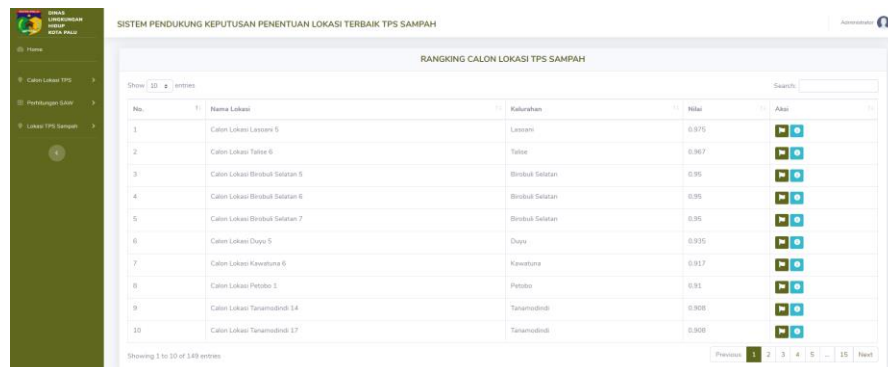 DINAS
LINGKUNGAN
HIDUP
KOTA PALU
SISTEM PENDUKUNG KEPUTUSAN PENENTUAN LOKASI TERBAIK TPS SAMPAH
Administrator
Home
Calon Lokasi TPS
Perhitungan SAW
Lokasi TPS Sampah
RANGKING CALON LOKASI TPS SAMPAH
Show 10 entries
Search:
No. Nama Lokasi Kelurahan Nilai Aksi
1 Calon Lokasi Lasoani 5 Lasoani 0.975
2 Calon Lokasi Talise 6 Talise 0.967
3 Calon Lokasi Birobuli Selatan 5 Birobuli Selatan 0.95
4 Calon Lokasi Birobuli Selatan 6 Birobuli Selatan 0.95
5 Calon Lokasi Birobuli Selatan 7 Birobuli Selatan 0.95
6 Calon Lokasi Duyu 5 Duyu 0.935
7 Calon Lokasi Kawatuna 6 Kawatuna 0.917
8 Calon Lokasi Petobo 1 Petobo 0.91
9 Calon Lokasi Tanamodindi 14 Tanamodindi 0.908
10 Calon Lokasi Tanamodindi 17 Tanamodindi 0.908
Showing 1 to 10 of 149 entries
Previous 1 2 3 4 5 ... 15 Next